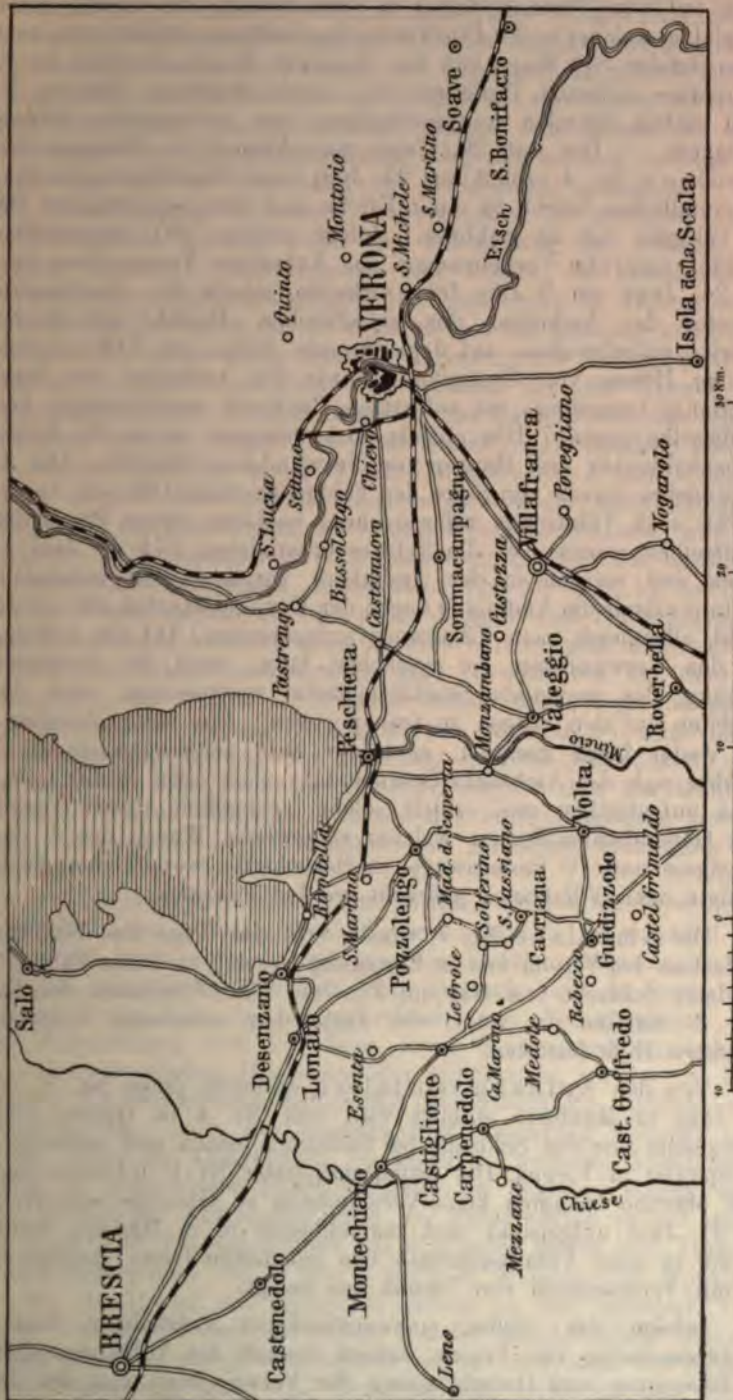 BRESCIA
Castenedolo
Leno
Montechiaro
Salò
Desenzano
Lonato
Esenta
Castiglione
Carpenedolo
Mezzane
Chiese
Cast. Goffredo
Medole
Ca Marino
Le Grole
Rivoltella
S. Martino
Pozzolengo
Mad. d. Scoperta
Solferino
S. Cassiano
Cavriana
Guidizzolo
Rebecco
Castel Grimaldo
Volta
Peschiera
Monzanbano
Mincio
Valeggio
Roverbella
Custozza
Castelnuovo
Pastrengo
S. Lucia
Bussolengo
Settimo
Chievo
Sommacampagna
Villafranca
Povegliano
Nogarolo
Quinto
Montorio
VERONA
S. Michele
S. Martino
Soave
S. Bonifacio
Etsch
Isola della Scala
10 0 10 20 30 Km.